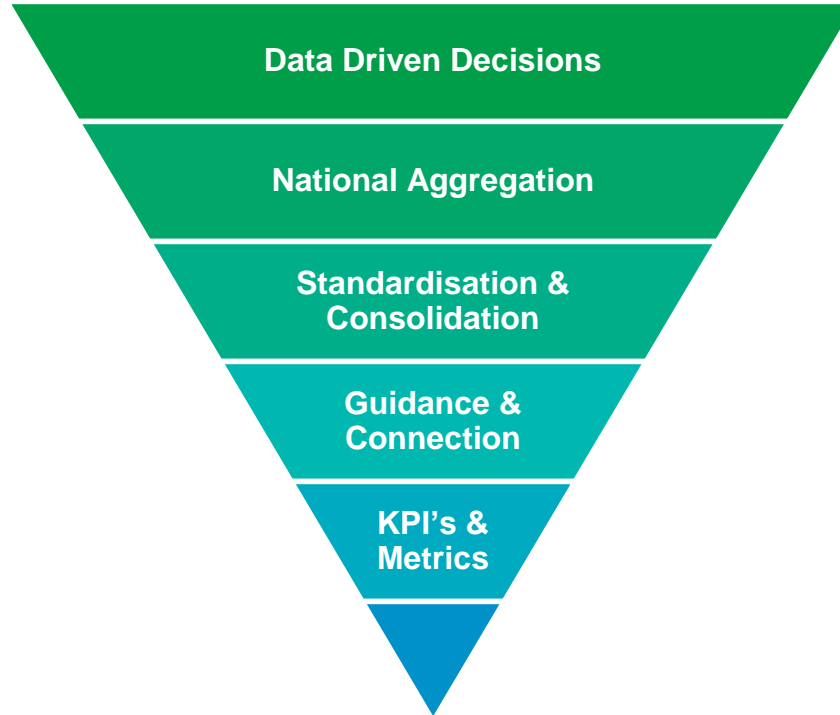 Data Driven Decisions
National Aggregation
Standardisation &
Consolidation
Guidance &
Connection
KPI’s &
Metrics